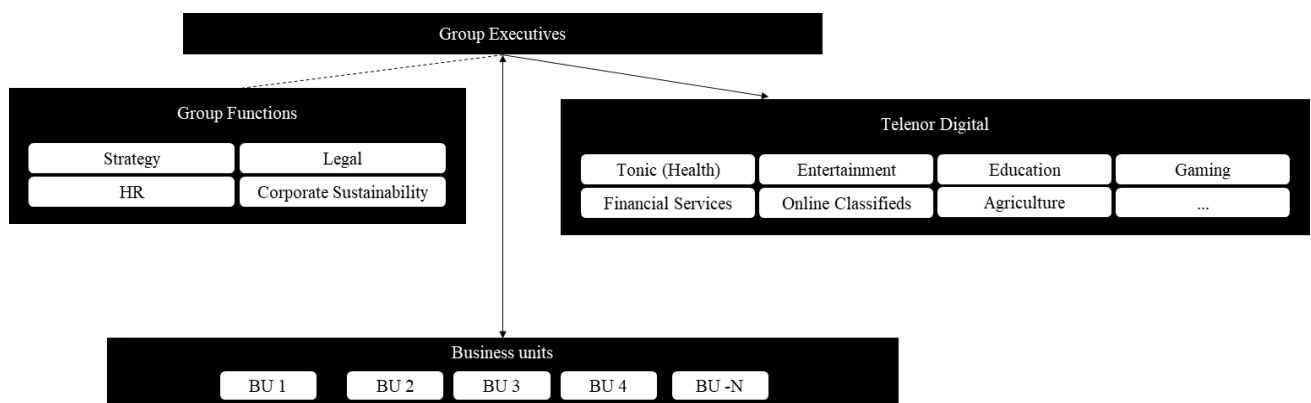 Group Executives
Group Functions
Strategy
Legal
HR
Corporate Sustainability
Telenor Digital
Tonic (Health)
Entertainment
Education
Gaming
Financial Services
Online Classifieds
Agriculture
...
Business units
BU 1
BU 2
BU 3
BU 4
BU -N